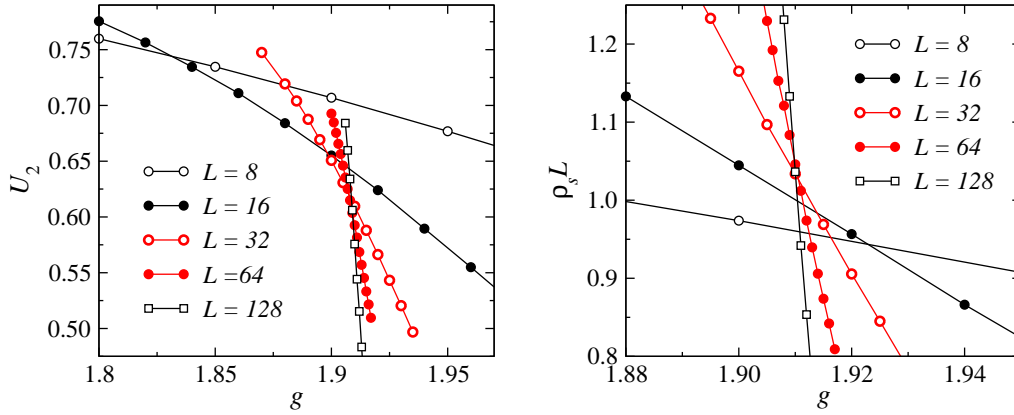 0.75
0.70
0.65
0.60
0.55
0.50
U2
L = 8
L = 16
L = 32
L =64
L = 128
1.8 1.85 1.9 1.95
g
1.2
1.1
1.0
0.9
0.8
ρsL
L = 8
L = 16
L = 32
L = 64
L = 128
1.88 1.90 1.92 1.94
g